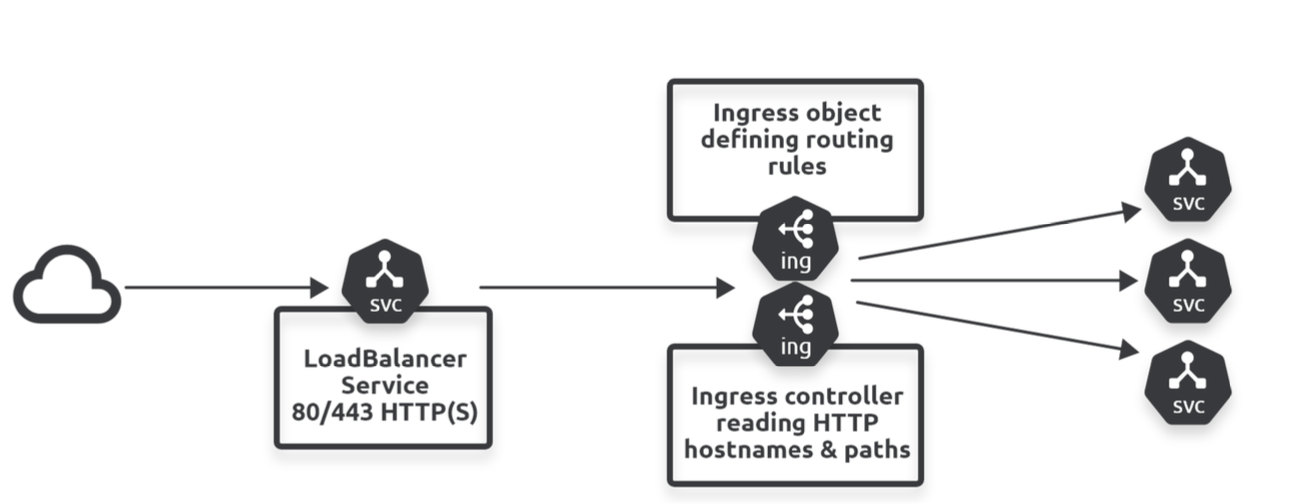 Ingress object
defining routing
rules
ing
svc
LoadBalancer
Service
80/443 HTTP(S)
ing
Ingress controller
reading HTTP
hostnames & paths
svc
svc
svc